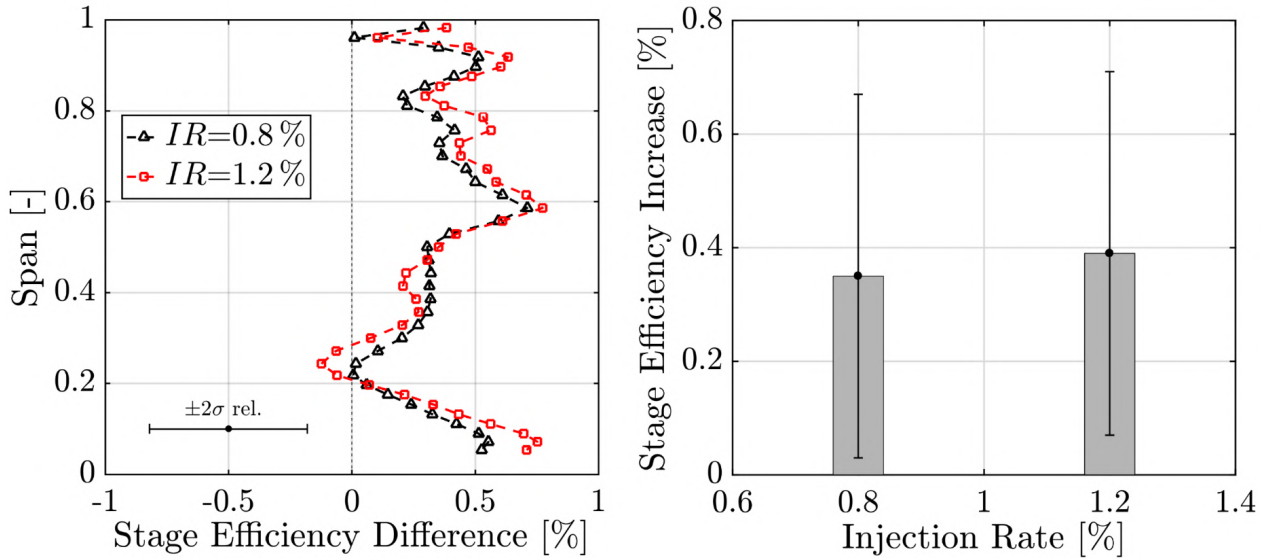 1
0.8
0.6
0.4
0.2
0
Span [-]
IR=0.8 %
IR=1.2 %
±2σ rel.
-1 -0.5 0 0.5 1
Stage Efficiency Difference [%]
0.8
0.6
0.4
0.2
0
Stage Efficiency Increase [%]
0.6 0.8 1 1.2 1.4
Injection Rate [%]